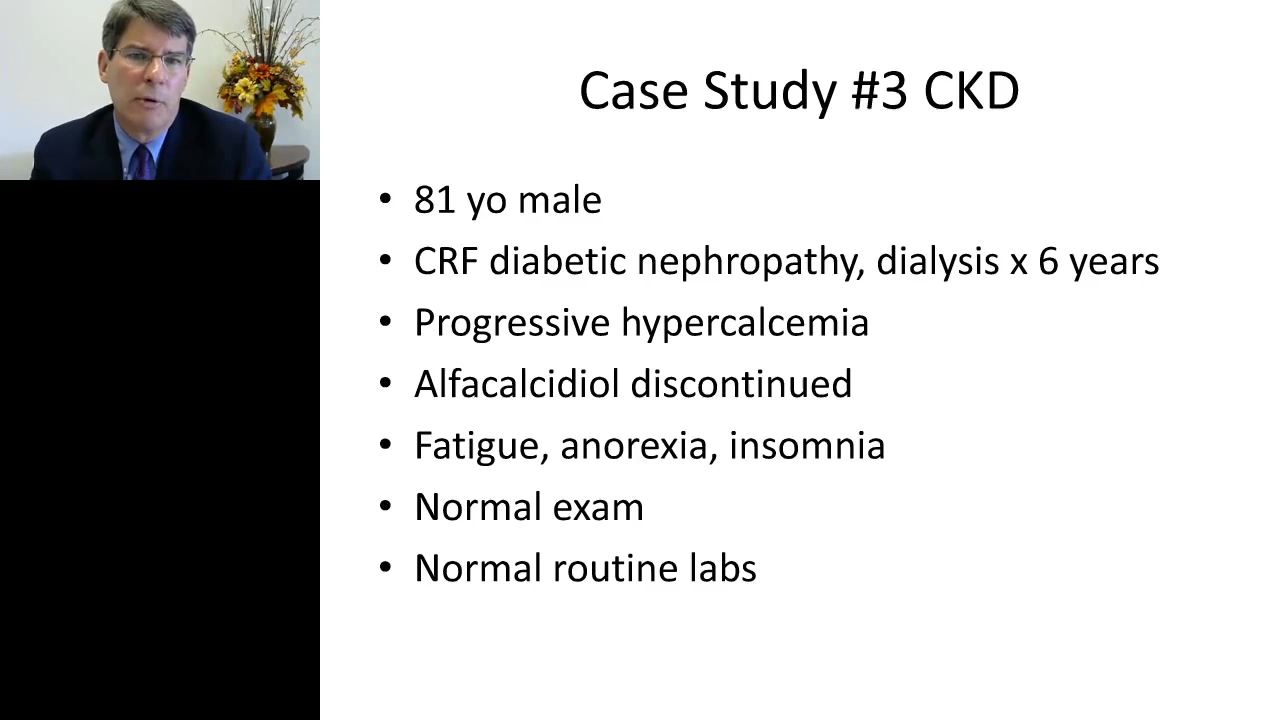 Case Study #3 CKD
• 81 yo male
• CRF diabetic nephropathy, dialysis x 6 years
• Progressive hypercalcemia
• Alfacalcidiol discontinued
• Fatigue, anorexia, insomnia
• Normal exam
• Normal routine labs